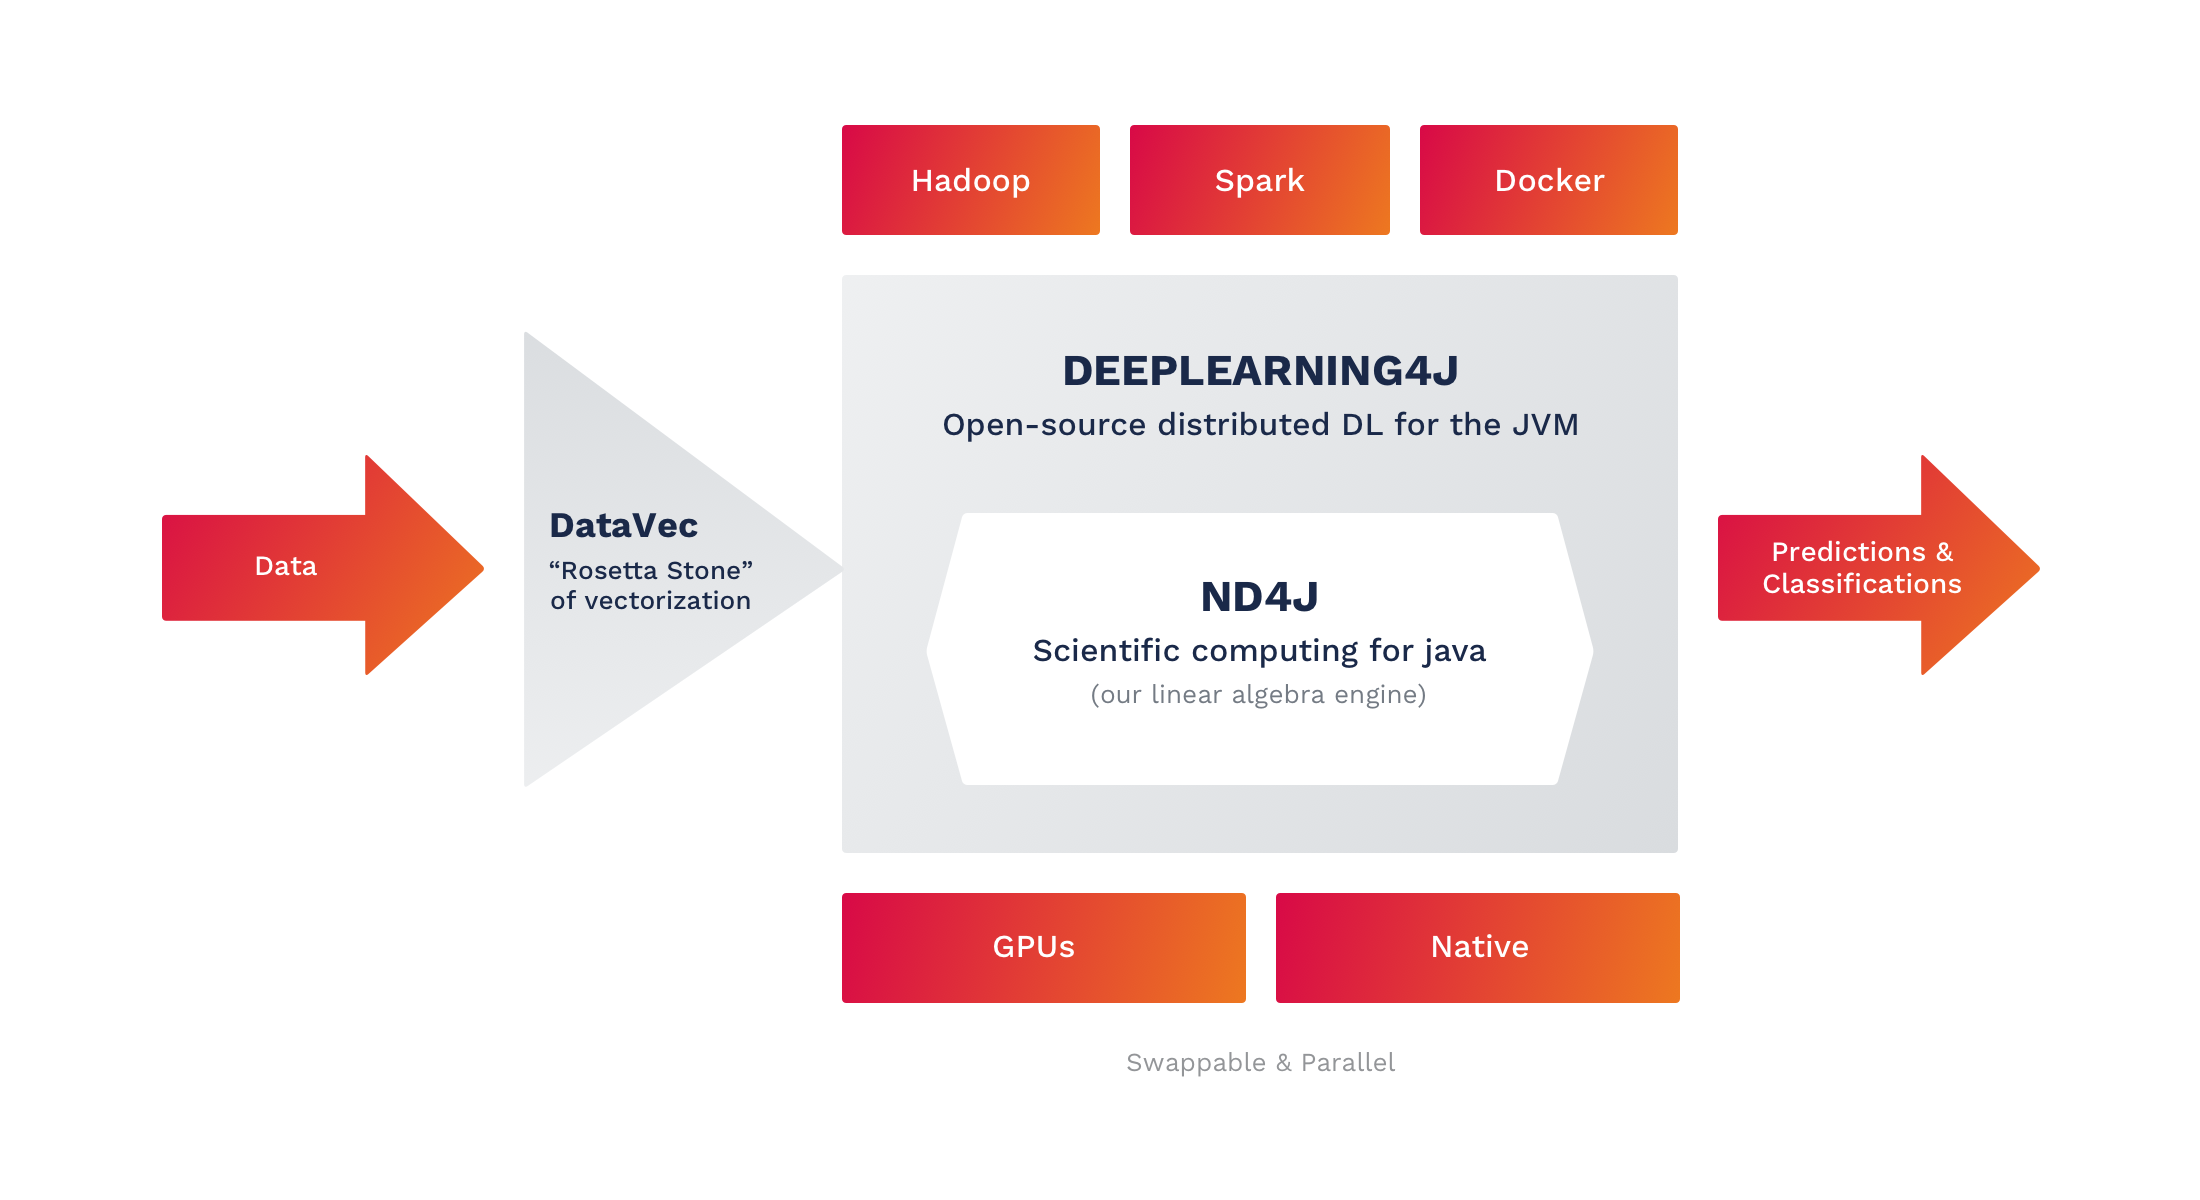 Hadoop
Spark
Docker
DEEPLEARNING4J
Open-source distributed DL for the JVM
Data
DataVec
“Rosetta Stone”
of vectorization
ND4J
Scientific computing for java
(our linear algebra engine)
Predictions &
Classifications
GPUs
Native
Swappable & Parallel